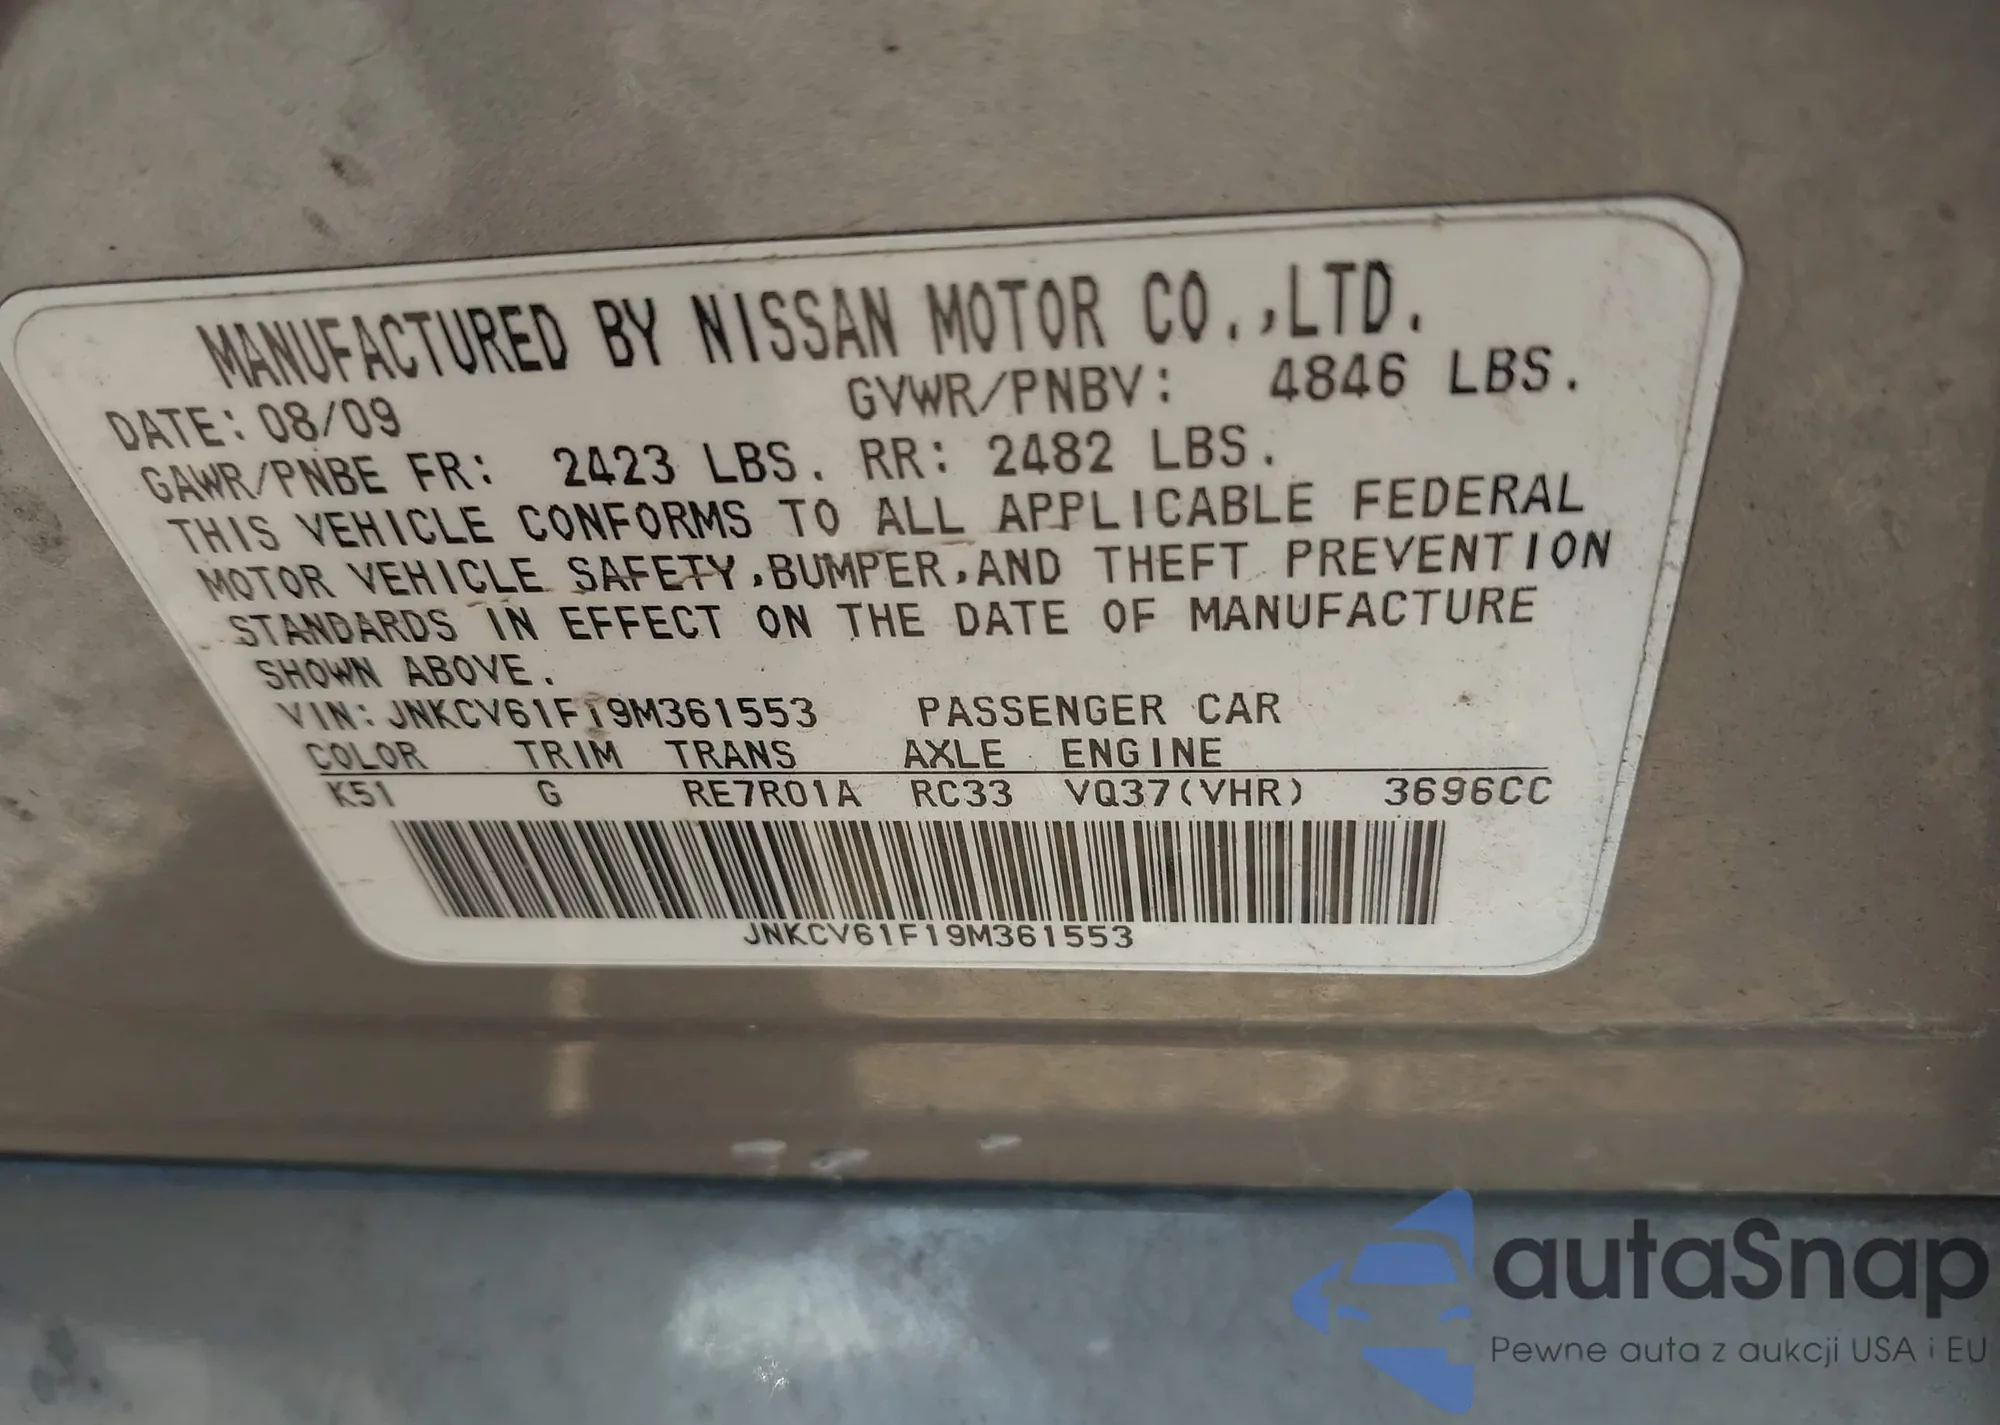 MANUFACTURED BY NISSAN MOTOR CO.,LTD.
DATE: 08/09 GVWR/PNBV: 4846 LBS.
GAWR/PNBE FR: 2423 LBS. RR: 2482 LBS.
THIS VEHICLE CONFORMS TO ALL APPLICABLE FEDERAL
MOTOR VEHICLE SAFETY,BUMPER,AND THEFT PREVENTION
STANDARDS IN EFFECT ON THE DATE OF MANUFACTURE
SHOWN ABOVE.
VIN: JNKCV61F19M361553 PASSENGER CAR
COLOR TRIM TRANS AXLE ENGINE
K51 G RE7R01A RC33 VQ37(VHR) 3696CC
JNKCV61F19M361553
autaSnap
Pewne auta z aukcji USA i EU